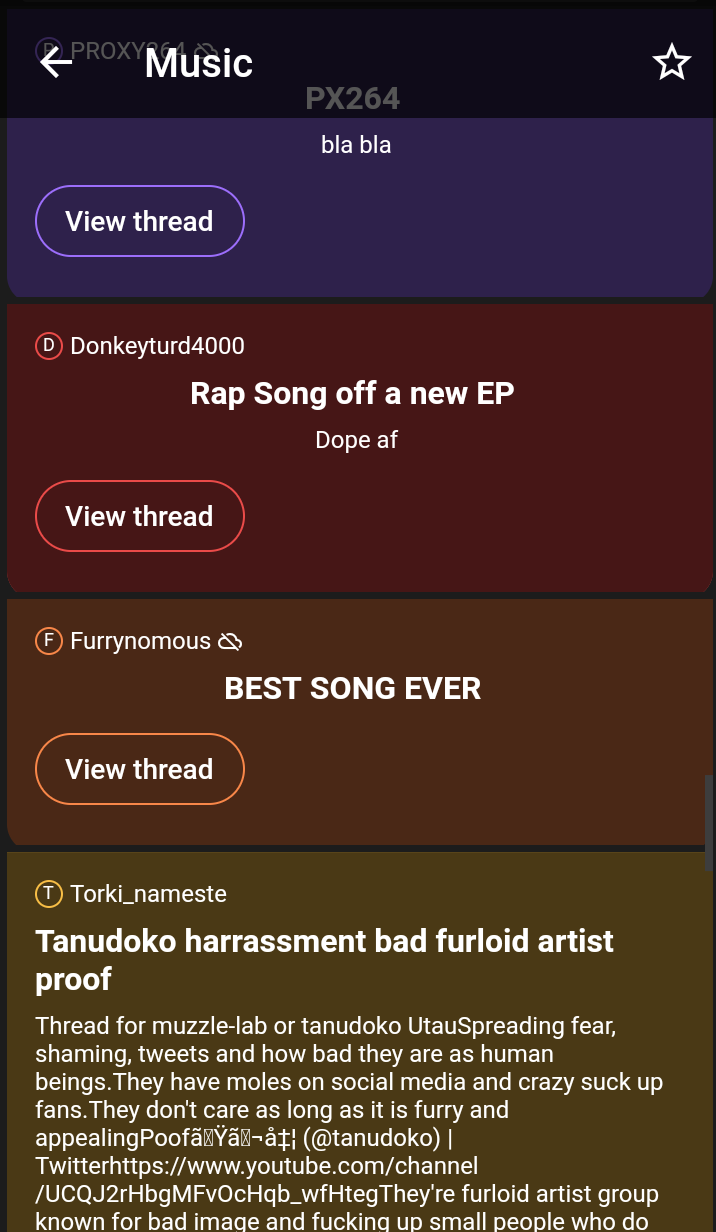 PROXY264
Music
PX264
bla bla
View thread
D Donkeyturd4000
Rap Song off a new EP
Dope af
View thread
F Furrynomous
BEST SONG EVER
View thread
T Torki_nameste
Tanudoko harrassment bad furloid artist
proof
Thread for muzzle-lab or tanudoko UtauSpreading fear,
shaming, tweets and how bad they are as human
beings.They have moles on social media and crazy suck up
fans.They don't care as long as it is furry and
appealingPoofã Ÿã ¬å‡¦ (@tanudoko) |
Twitterhttps://www.youtube.com/channel
/UCQJ2rHbgMFvOcHqb_wfHtegThey're furloid artist group
known for bad image and fucking up small people who do